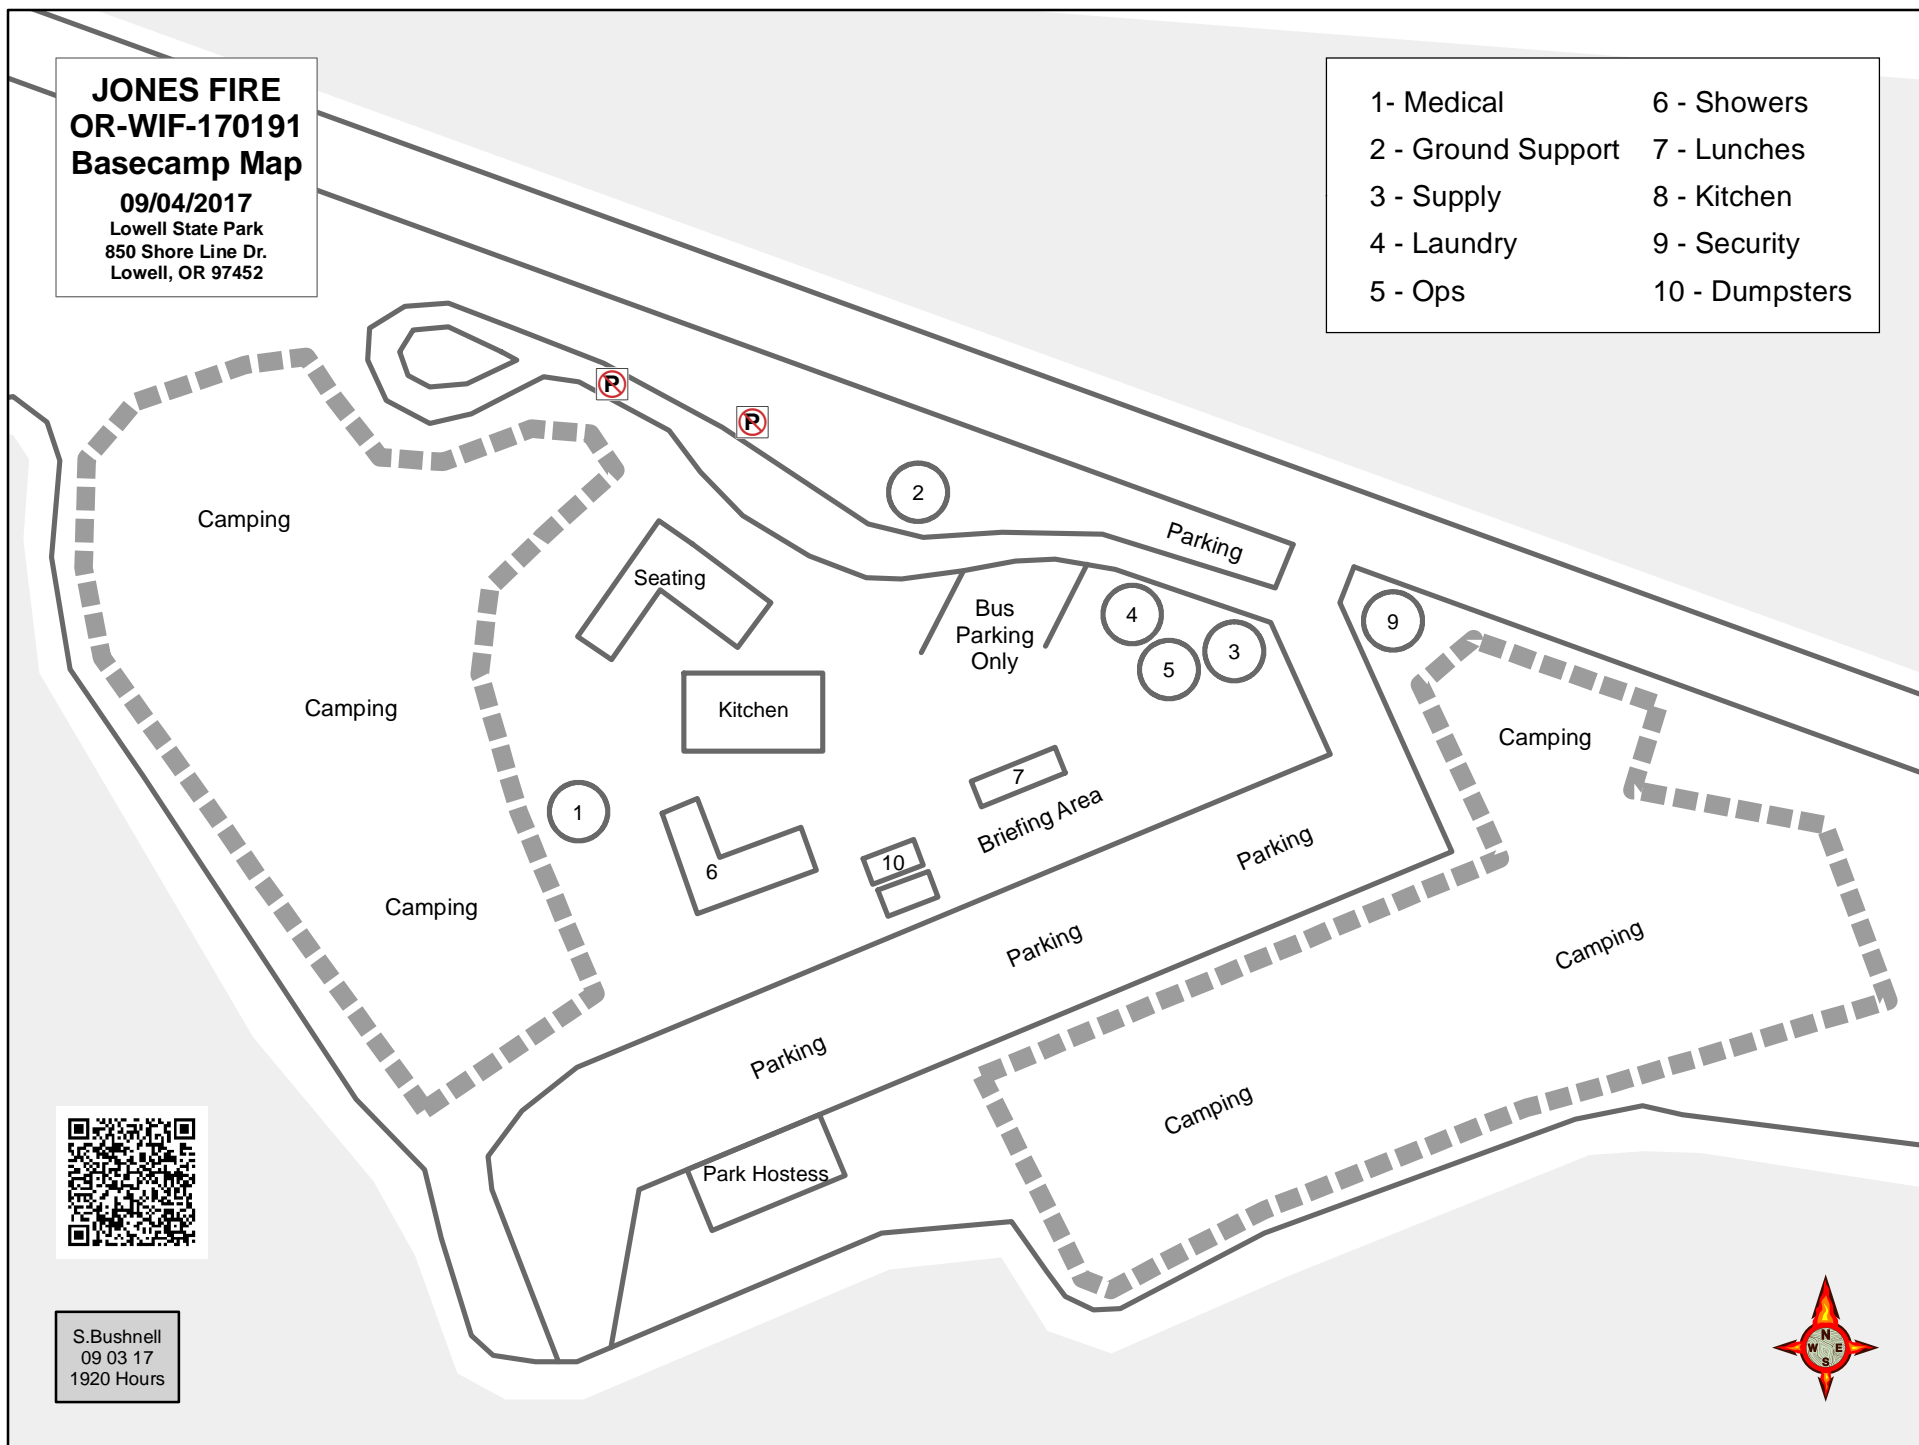 JONES FIRE
OR-WIF-170191
Basecamp Map
09/04/2017
Lowell State Park
850 Shore Line Dr.
Lowell, OR 97452
1- Medical
2 - Ground Support
3 - Supply
4 - Laundry
5 - Ops
6 - Showers
7 - Lunches
8 - Kitchen
9 - Security
10 - Dumpsters
P
P
2
Parking
Camping
Seating
Bus
Parking
Only
4
3
5
9
Camping
Kitchen
Camping
7
Briefing Area
1
6
10
Parking
Camping
Parking
Camping
Parking
Camping
Park Hostess
S.Bushnell
09 03 17
1920 Hours
N
W E
S